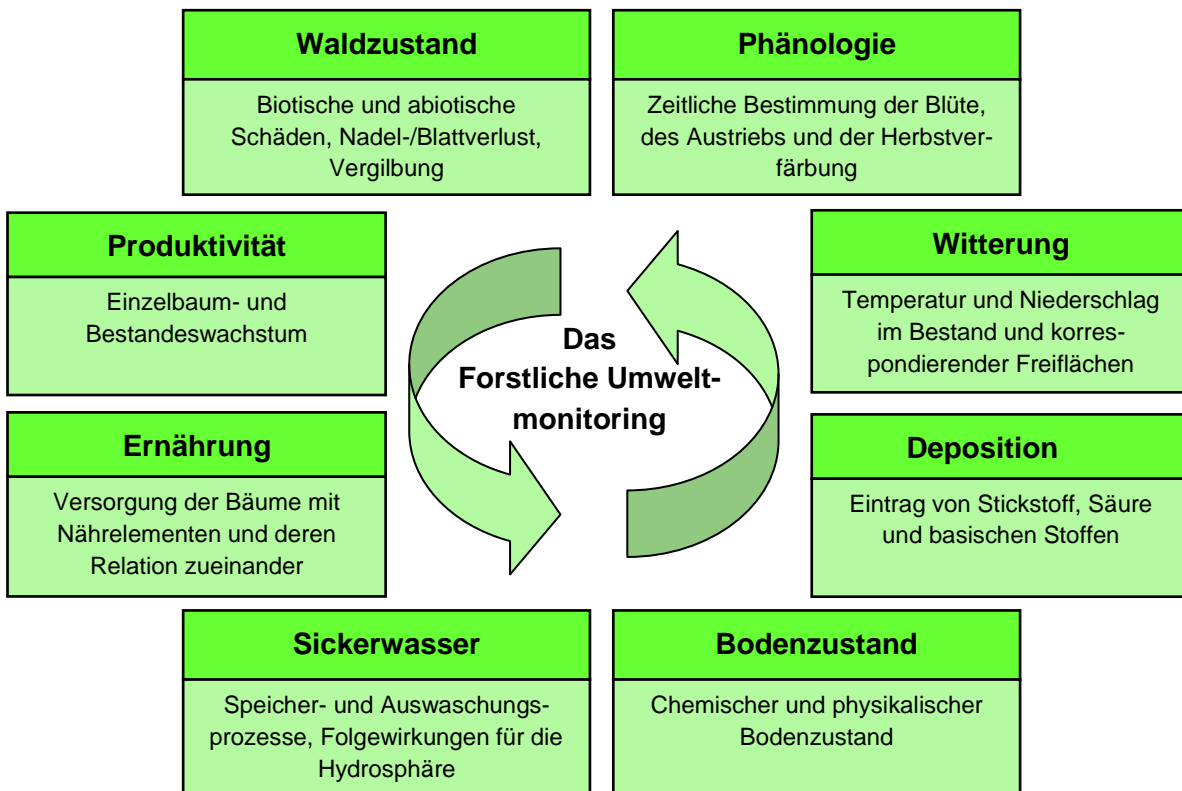 Waldzustand
Biotische und abiotische
Schäden, Nadel-/Blattverlust,
Vergilbung
Phänologie
Zeitliche Bestimmung der Blüte,
des Austriebs und der Herbstver-
färbung
Produktivität
Einzelbaum- und
Bestandeswachstum
Das
Forstliche Umwelt-
monitoring
Witterung
Temperatur und Niederschlag
im Bestand und korres-
pondierender Freiflächen
Ernährung
Versorgung der Bäume mit
Nährelementen und deren
Relation zueinander
Deposition
Eintrag von Stickstoff, Säure
und basischen Stoffen
Sickerwasser
Speicher- und Auswaschungs-
prozesse, Folgewirkungen für die
Hydrosphäre
Bodenzustand
Chemischer und physikalischer
Bodenzustand